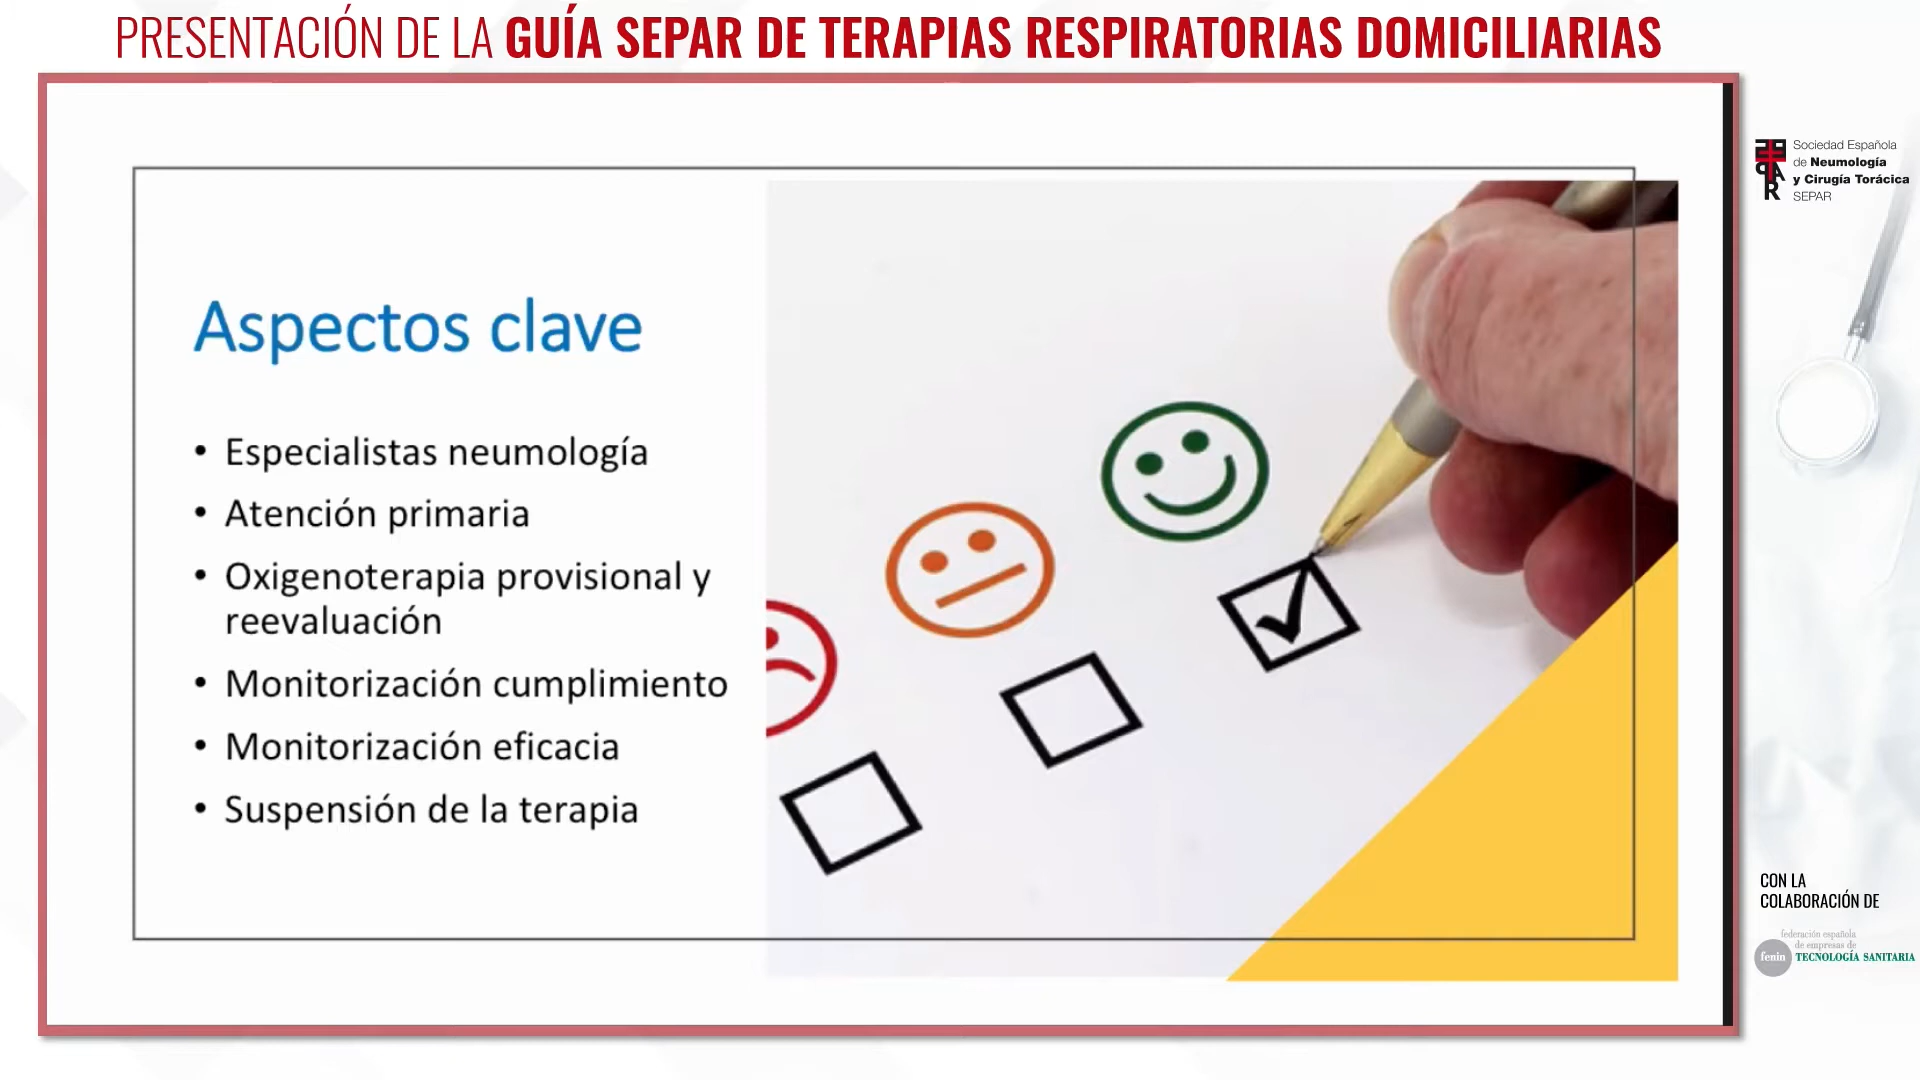 PRESENTACIÓN DE LA GUÍA SEPAR DE TERAPIAS RESPIRATORIAS DOMICILIARIAS
Sociedad Española
de Neumología
y Cirugía Torácica
SEPAR
Aspectos clave
• Especialistas neumología
• Atención primaria
• Oxigenoterapia provisional y
reevaluación
• Monitorización cumplimiento
• Monitorización eficacia
• Suspensión de la terapia
CON LA
COLABORACIÓN DE
federación española
de empresas de
fenin TECNOLOGÍA SANITARIA